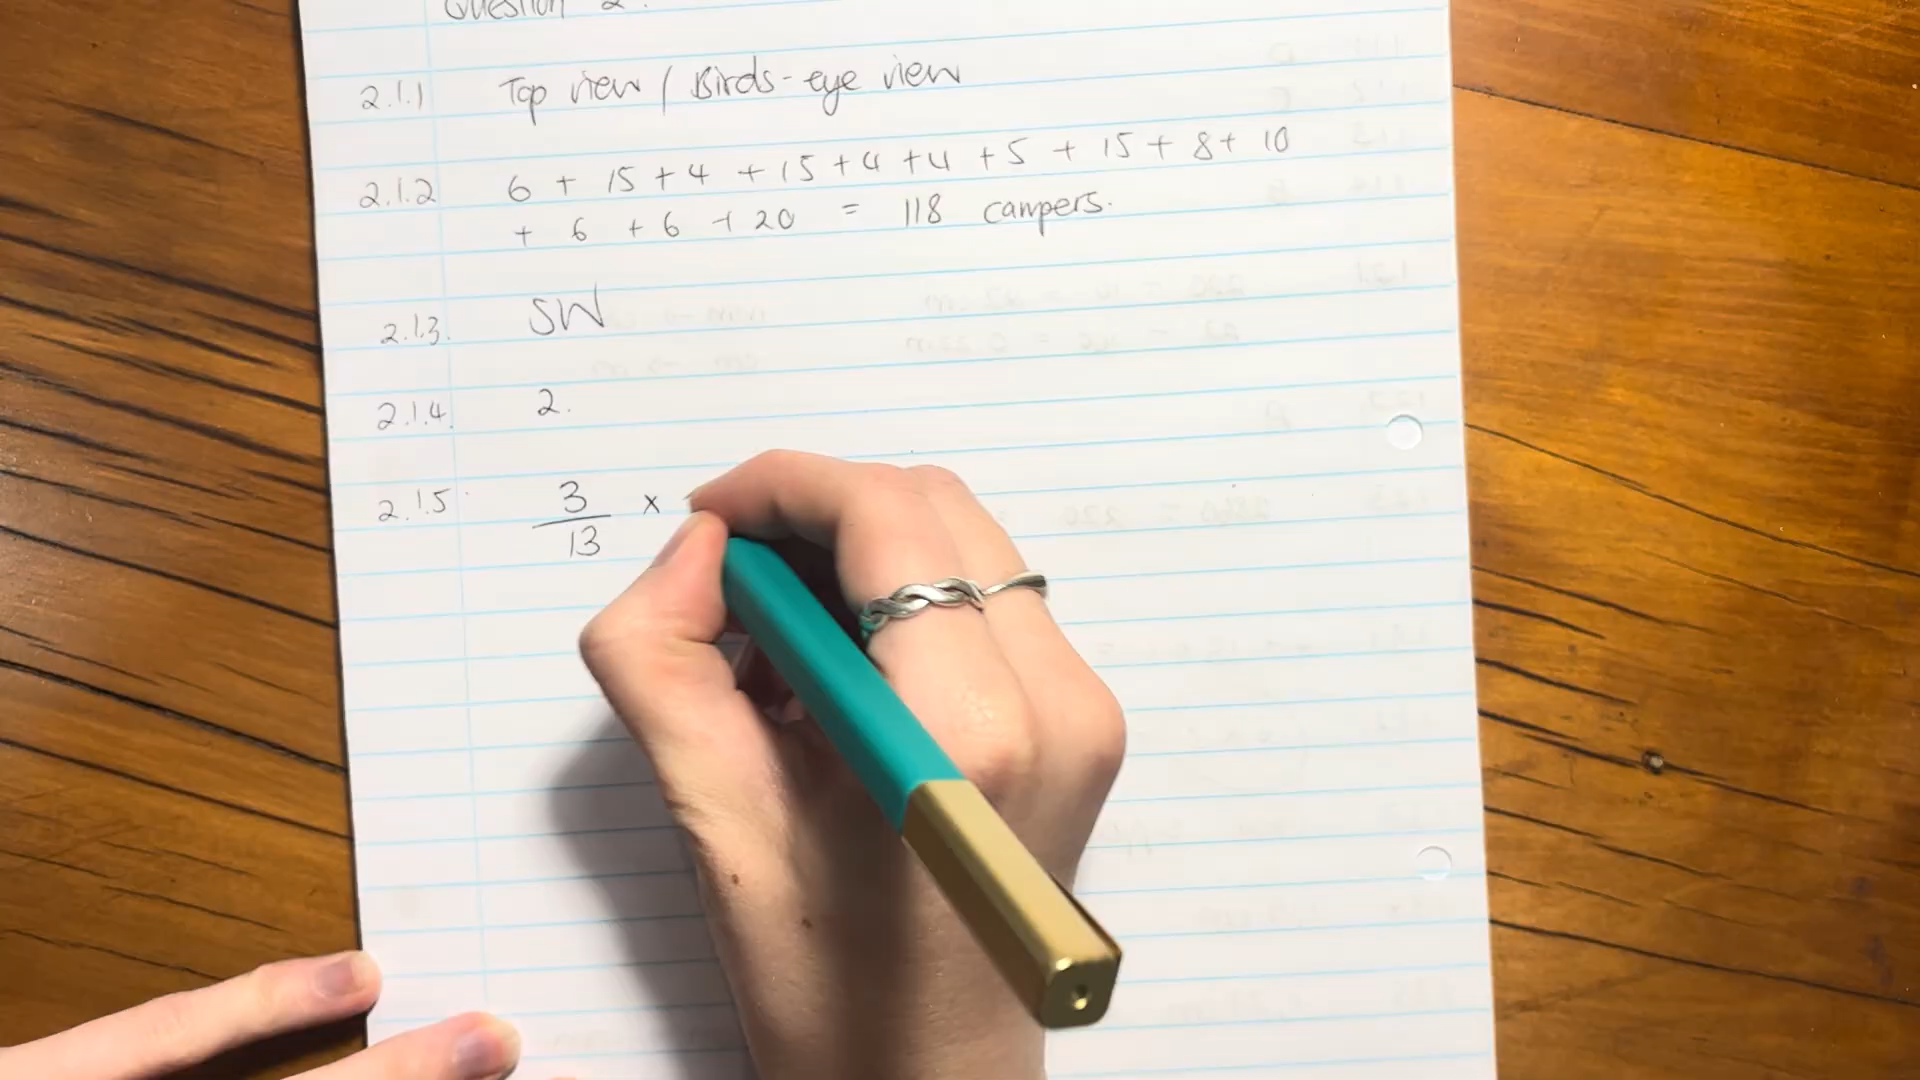 Question 2.
2.1.1 Top view / Birds-eye view
2.1.2 6 + 15 + 4 + 15 + 4 + 4 + 5 + 15 + 8 + 10
+ 6 + 6 + 20 = 118 campers.
2.1.3. SW
2.1.4. 2.
2.1.5 3/13 x